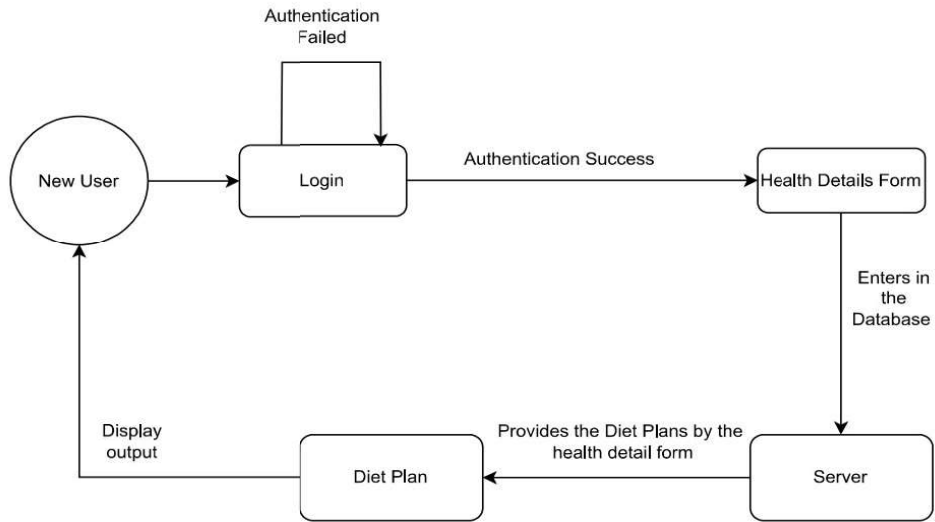 Authentication
Failed
New User
Login
Authentication Success
Health Details Form
Enters in
the
Database
Display
output
Diet Plan
Provides the Diet Plans by the
health detail form
Server